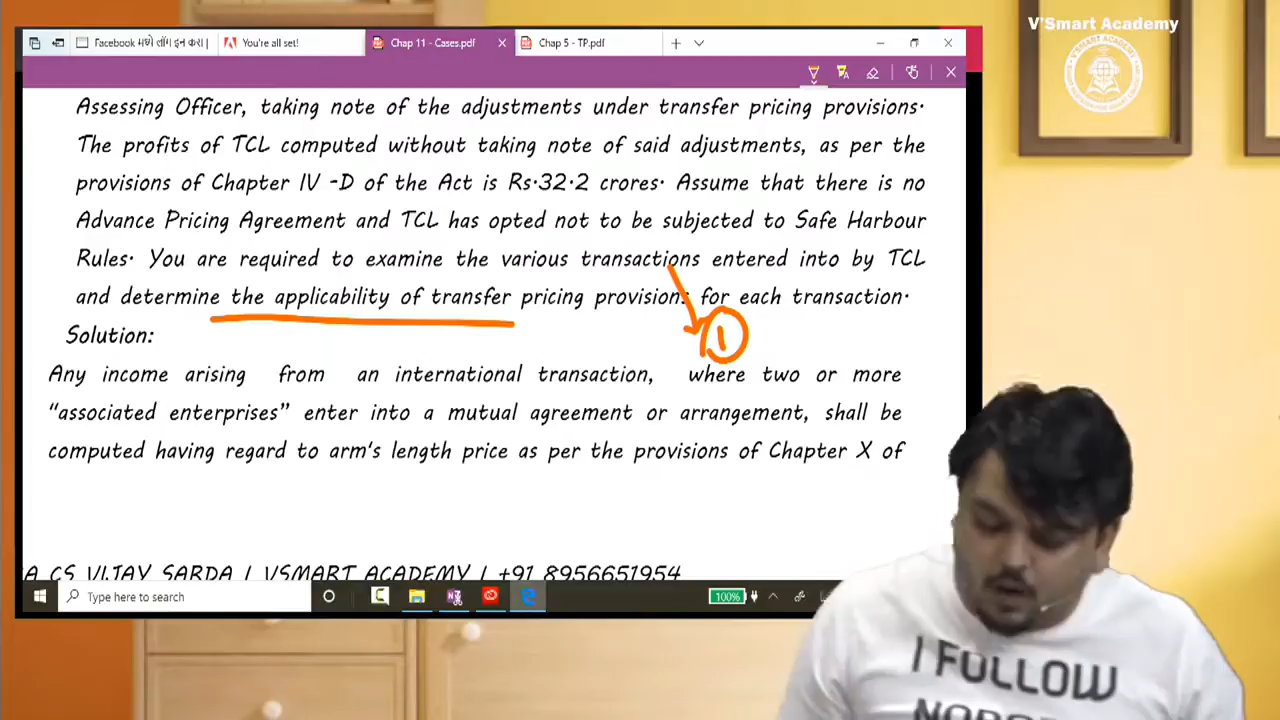 V'Smart Academy
Facebook मध्ये लॉग इन करा |
You're all set!
Chap 11 - Cases.pdf
Chap 5 - TP.pdf
Assessing Officer, taking note of the adjustments under transfer pricing provisions.
The profits of TCL computed without taking note of said adjustments, as per the
provisions of Chapter IV -D of the Act is Rs.32.2 crores. Assume that there is no
Advance Pricing Agreement and TCL has opted not to be subjected to Safe Harbour
Rules. You are required to examine the various transactions entered into by TCL
and determine the applicability of transfer pricing provisions for each transaction.
1
Solution:
Any income arising from an international transaction, where two or more
“associated enterprises” enter into a mutual agreement or arrangement, shall be
computed having regard to arm's length price as per the provisions of Chapter X of
CS VIJAY SARDA | VSMART ACADEMY | +91 8956651954
Type here to search
100%
I FOLLOW